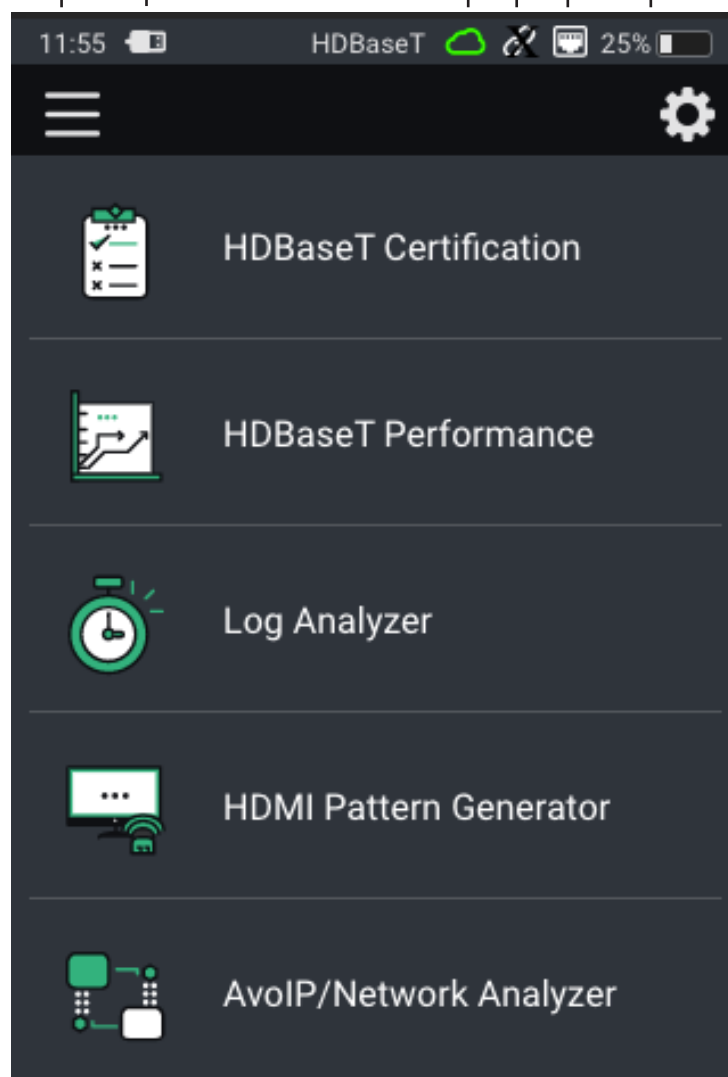 11:55 HDBaseT 25%
HDBaseT Certification
HDBaseT Performance
Log Analyzer
HDMI Pattern Generator
AvoIP/Network Analyzer